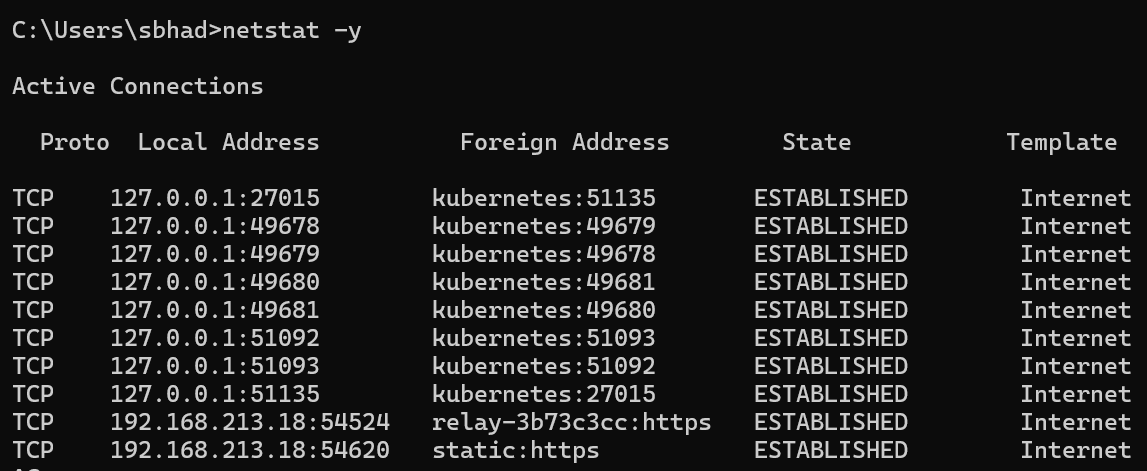 C:\Users\sbhad>netstat -y
Active Connections
Proto Local Address Foreign Address State Template
TCP 127.0.0.1:27015 kubernetes:51135 ESTABLISHED Internet
TCP 127.0.0.1:49678 kubernetes:49679 ESTABLISHED Internet
TCP 127.0.0.1:49679 kubernetes:49678 ESTABLISHED Internet
TCP 127.0.0.1:49680 kubernetes:49681 ESTABLISHED Internet
TCP 127.0.0.1:49681 kubernetes:49680 ESTABLISHED Internet
TCP 127.0.0.1:51092 kubernetes:51093 ESTABLISHED Internet
TCP 127.0.0.1:51093 kubernetes:51092 ESTABLISHED Internet
TCP 127.0.0.1:51135 kubernetes:27015 ESTABLISHED Internet
TCP 192.168.213.18:54524 relay-3b73c3cc:https ESTABLISHED Internet
TCP 192.168.213.18:54620 static:https ESTABLISHED Internet